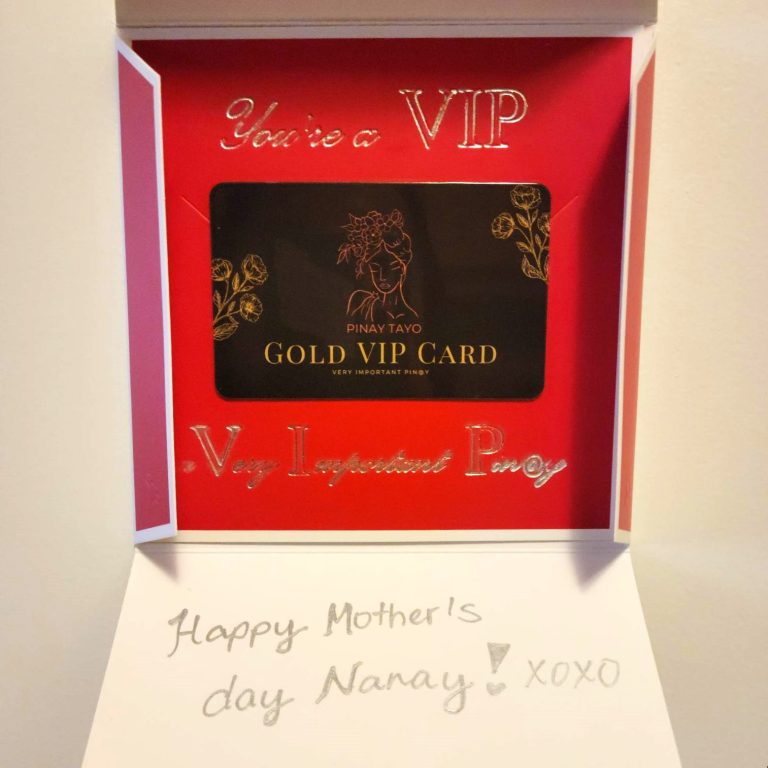 You're a VIP
PINAY TAYO
GOLD VIP CARD
VERY IMPORTANT PIN@Y
a Very Important Pin@y
Happy Mother's
day Nanay! XOXO